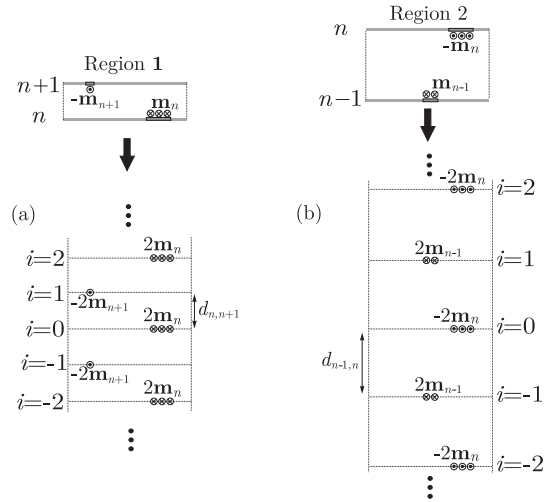 Region 1
n+1
-m_{n+1}
m_n
n
(a)
i=2
2m_n
i=1
-2m_{n+1}
d_{n,n+1}
i=0
2m_n
i=-1
-2m_{n+1}
i=-2
2m_n
Region 2
n
-m_n
m_{n-1}
n-1
(b)
-2m_n
i=2
2m_{n-1}
i=1
-2m_n
i=0
d_{n-1,n}
2m_{n-1}
i=-1
-2m_n
i=-2